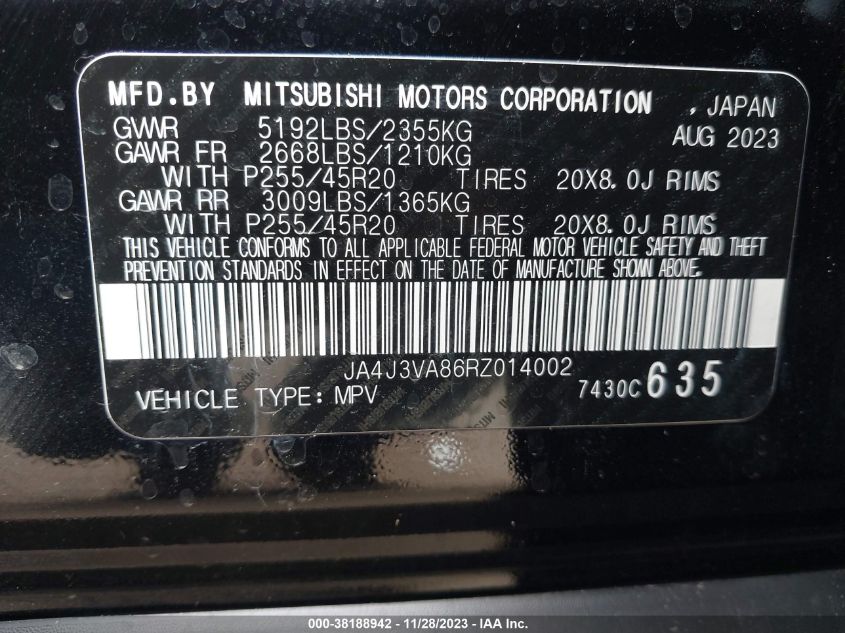 MFD.BY MITSUBISHI MOTORS CORPORATION , JAPAN
GVWR 5192LBS/2355KG AUG 2023
GAWR FR 2668LBS/1210KG
WITH P255/45R20 TIRES 20X8.0J RIMS
GAWR RR 3009LBS/1365KG
WITH P255/45R20 TIRES 20X8.0J RIMS
THIS VEHICLE CONFORMS TO ALL APPLICABLE FEDERAL MOTOR VEHICLE SAFETY AND THEFT
PREVENTION STANDARDS IN EFFECT ON THE DATE OF MANUFACTURE SHOWN ABOVE.
JA4J3VA86RZ014002
VEHICLE TYPE: MPV 7430C 635
000-38188942 - 11/28/2023 - IAA Inc.